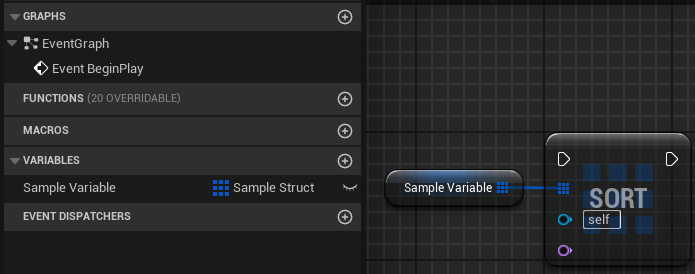 GRAPHS
EventGraph
Event BeginPlay
FUNCTIONS (20 OVERRIDABLE)
MACROS
VARIABLES
Sample Variable Sample Struct
EVENT DISPATCHERS
Sample Variable
SORT
self